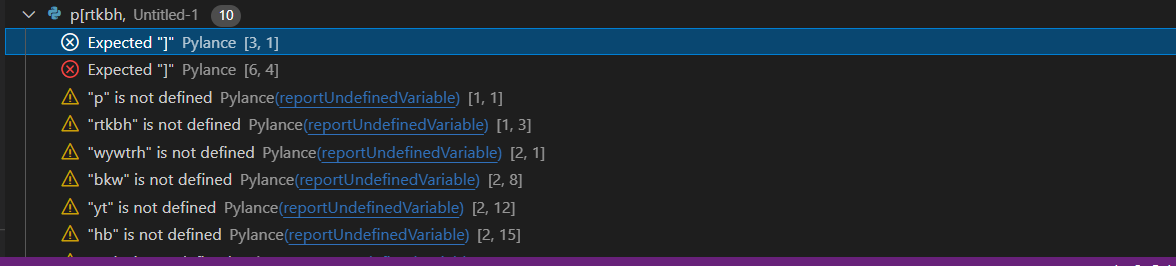 p[rtkbh, Untitled-1 10
Expected "]" Pylance [3, 1]
Expected "]" Pylance [6, 4]
"p" is not defined Pylance(reportUndefinedVariable) [1, 1]
"rtkbh" is not defined Pylance(reportUndefinedVariable) [1, 3]
"wywtrh" is not defined Pylance(reportUndefinedVariable) [2, 1]
"bkw" is not defined Pylance(reportUndefinedVariable) [2, 8]
"yt" is not defined Pylance(reportUndefinedVariable) [2, 12]
"hb" is not defined Pylance(reportUndefinedVariable) [2, 15]